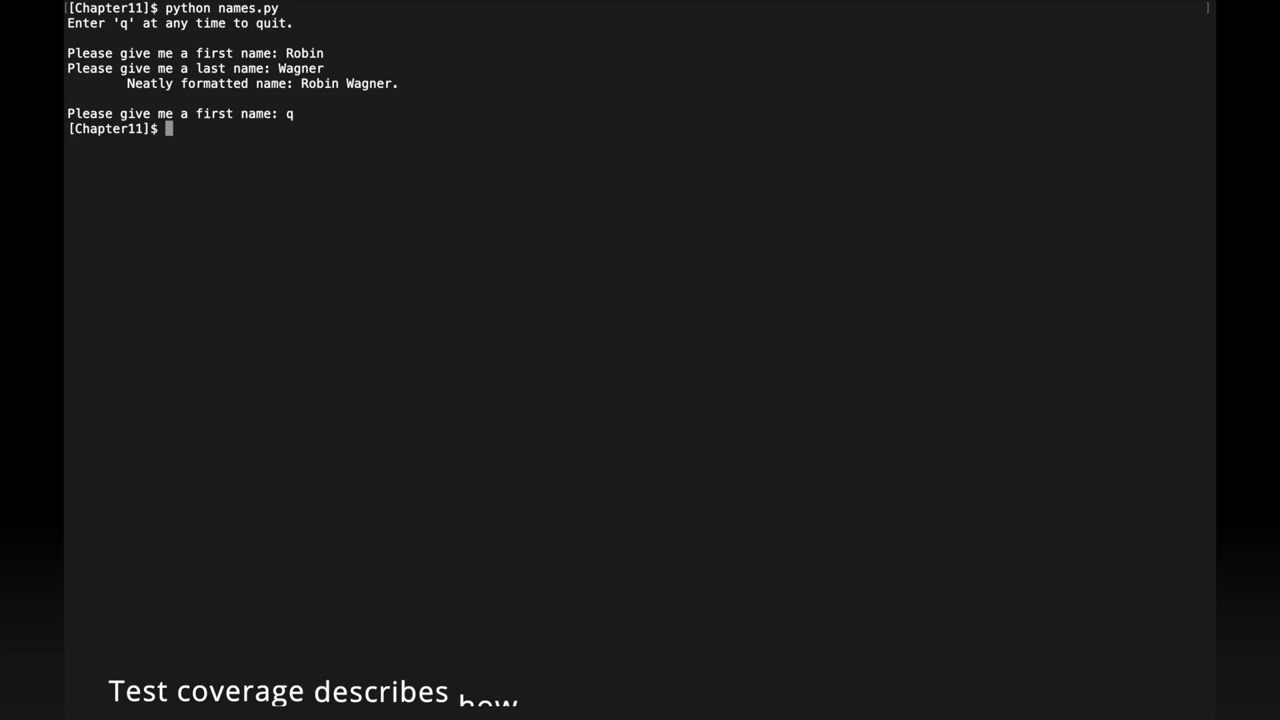 [[Chapter11]$ python names.py ]
Enter 'q' at any time to quit.
Please give me a first name: Robin
Please give me a last name: Wagner
Neatly formatted name: Robin Wagner.
Please give me a first name: q
[Chapter11]$
Test coverage describes how